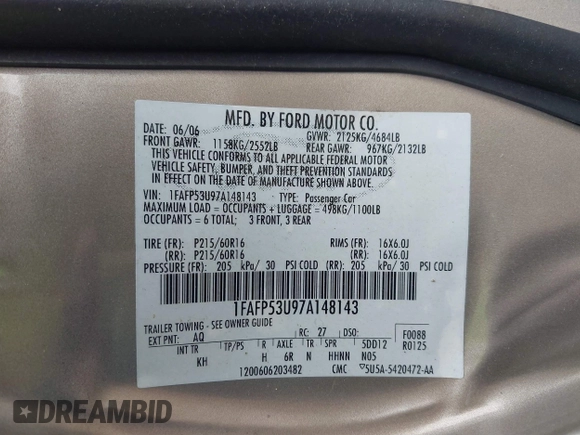 MFD. BY FORD MOTOR CO.
DATE: 06/06 GVWR: 2125KG/4684LB
FRONT GAWR: 1158KG/2552LB REAR GAWR: 967KG/2132LB
THIS VEHICLE CONFORMS TO ALL APPLICABLE FEDERAL MOTOR
VEHICLE SAFETY, BUMPER, AND THEFT PREVENTION STANDARDS
IN EFFECT ON THE DATE OF MANUFACTURE SHOWN ABOVE.
VIN: 1FAFP53U97A148143 TYPE: Passenger Car
MAXIMUM LOAD = OCCUPANTS + LUGGAGE = 498KG/1100LB
OCCUPANTS = 6 TOTAL; 3 FRONT, 3 REAR
TIRE (FR): P215/60R16 RIMS (FR): 16X6.0J
(RR): P215/60R16 (RR): 16X6.0J
PRESSURE (FR): 205 kPa/ 30 PSI COLD (RR): 205 kPa/ 30 PSI COLD
1FAFP53U97A148143
TRAILER TOWING - SEE OWNER GUIDE
EXT PNT: AQ RC: 27 DSO: F0088
INT TR TP/PS R AXLE TR SPR 5DD12 R0125
KH H 6R N HHNN N05
1200606203482 CMC ▽5U5A-5420472-AA
DREAMBID